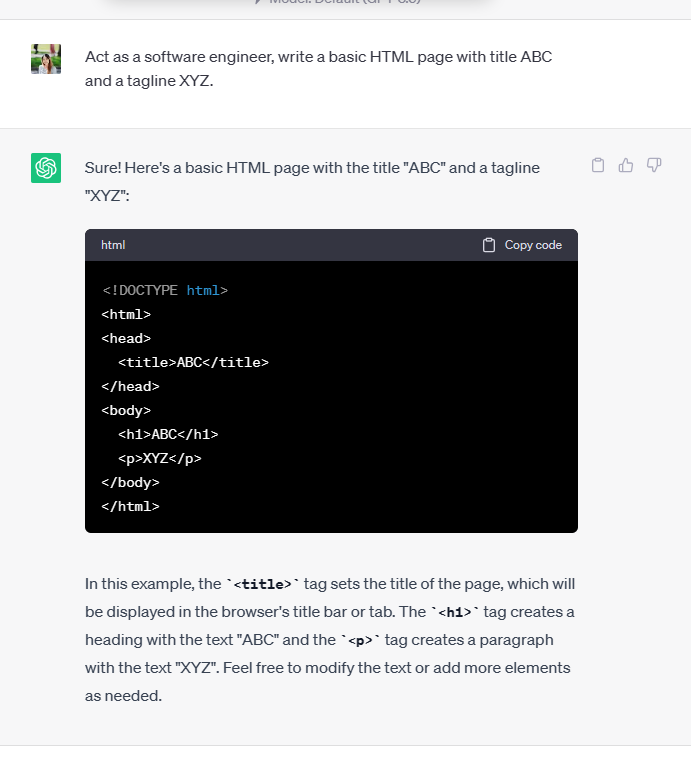 Act as a software engineer, write a basic HTML page with title ABC
and a tagline XYZ.
Sure! Here's a basic HTML page with the title "ABC" and a tagline
"XYZ":
html Copy code
<!DOCTYPE html>
<html>
<head>
  <title>ABC</title>
</head>
<body>
  <h1>ABC</h1>
  <p>XYZ</p>
</body>
</html>
In this example, the `<title>` tag sets the title of the page, which will
be displayed in the browser's title bar or tab. The `<h1>` tag creates a
heading with the text "ABC" and the `<p>` tag creates a paragraph
with the text "XYZ". Feel free to modify the text or add more elements
as needed.